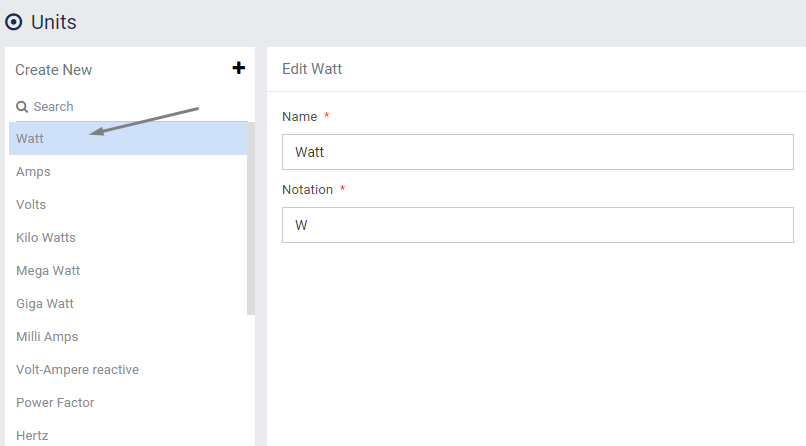 Units
Create New
Search
Watt
Amps
Volts
Kilo Watts
Mega Watt
Giga Watt
Milli Amps
Volt-Ampere reactive
Power Factor
Hertz
Edit Watt
Name *
Watt
Notation *
W